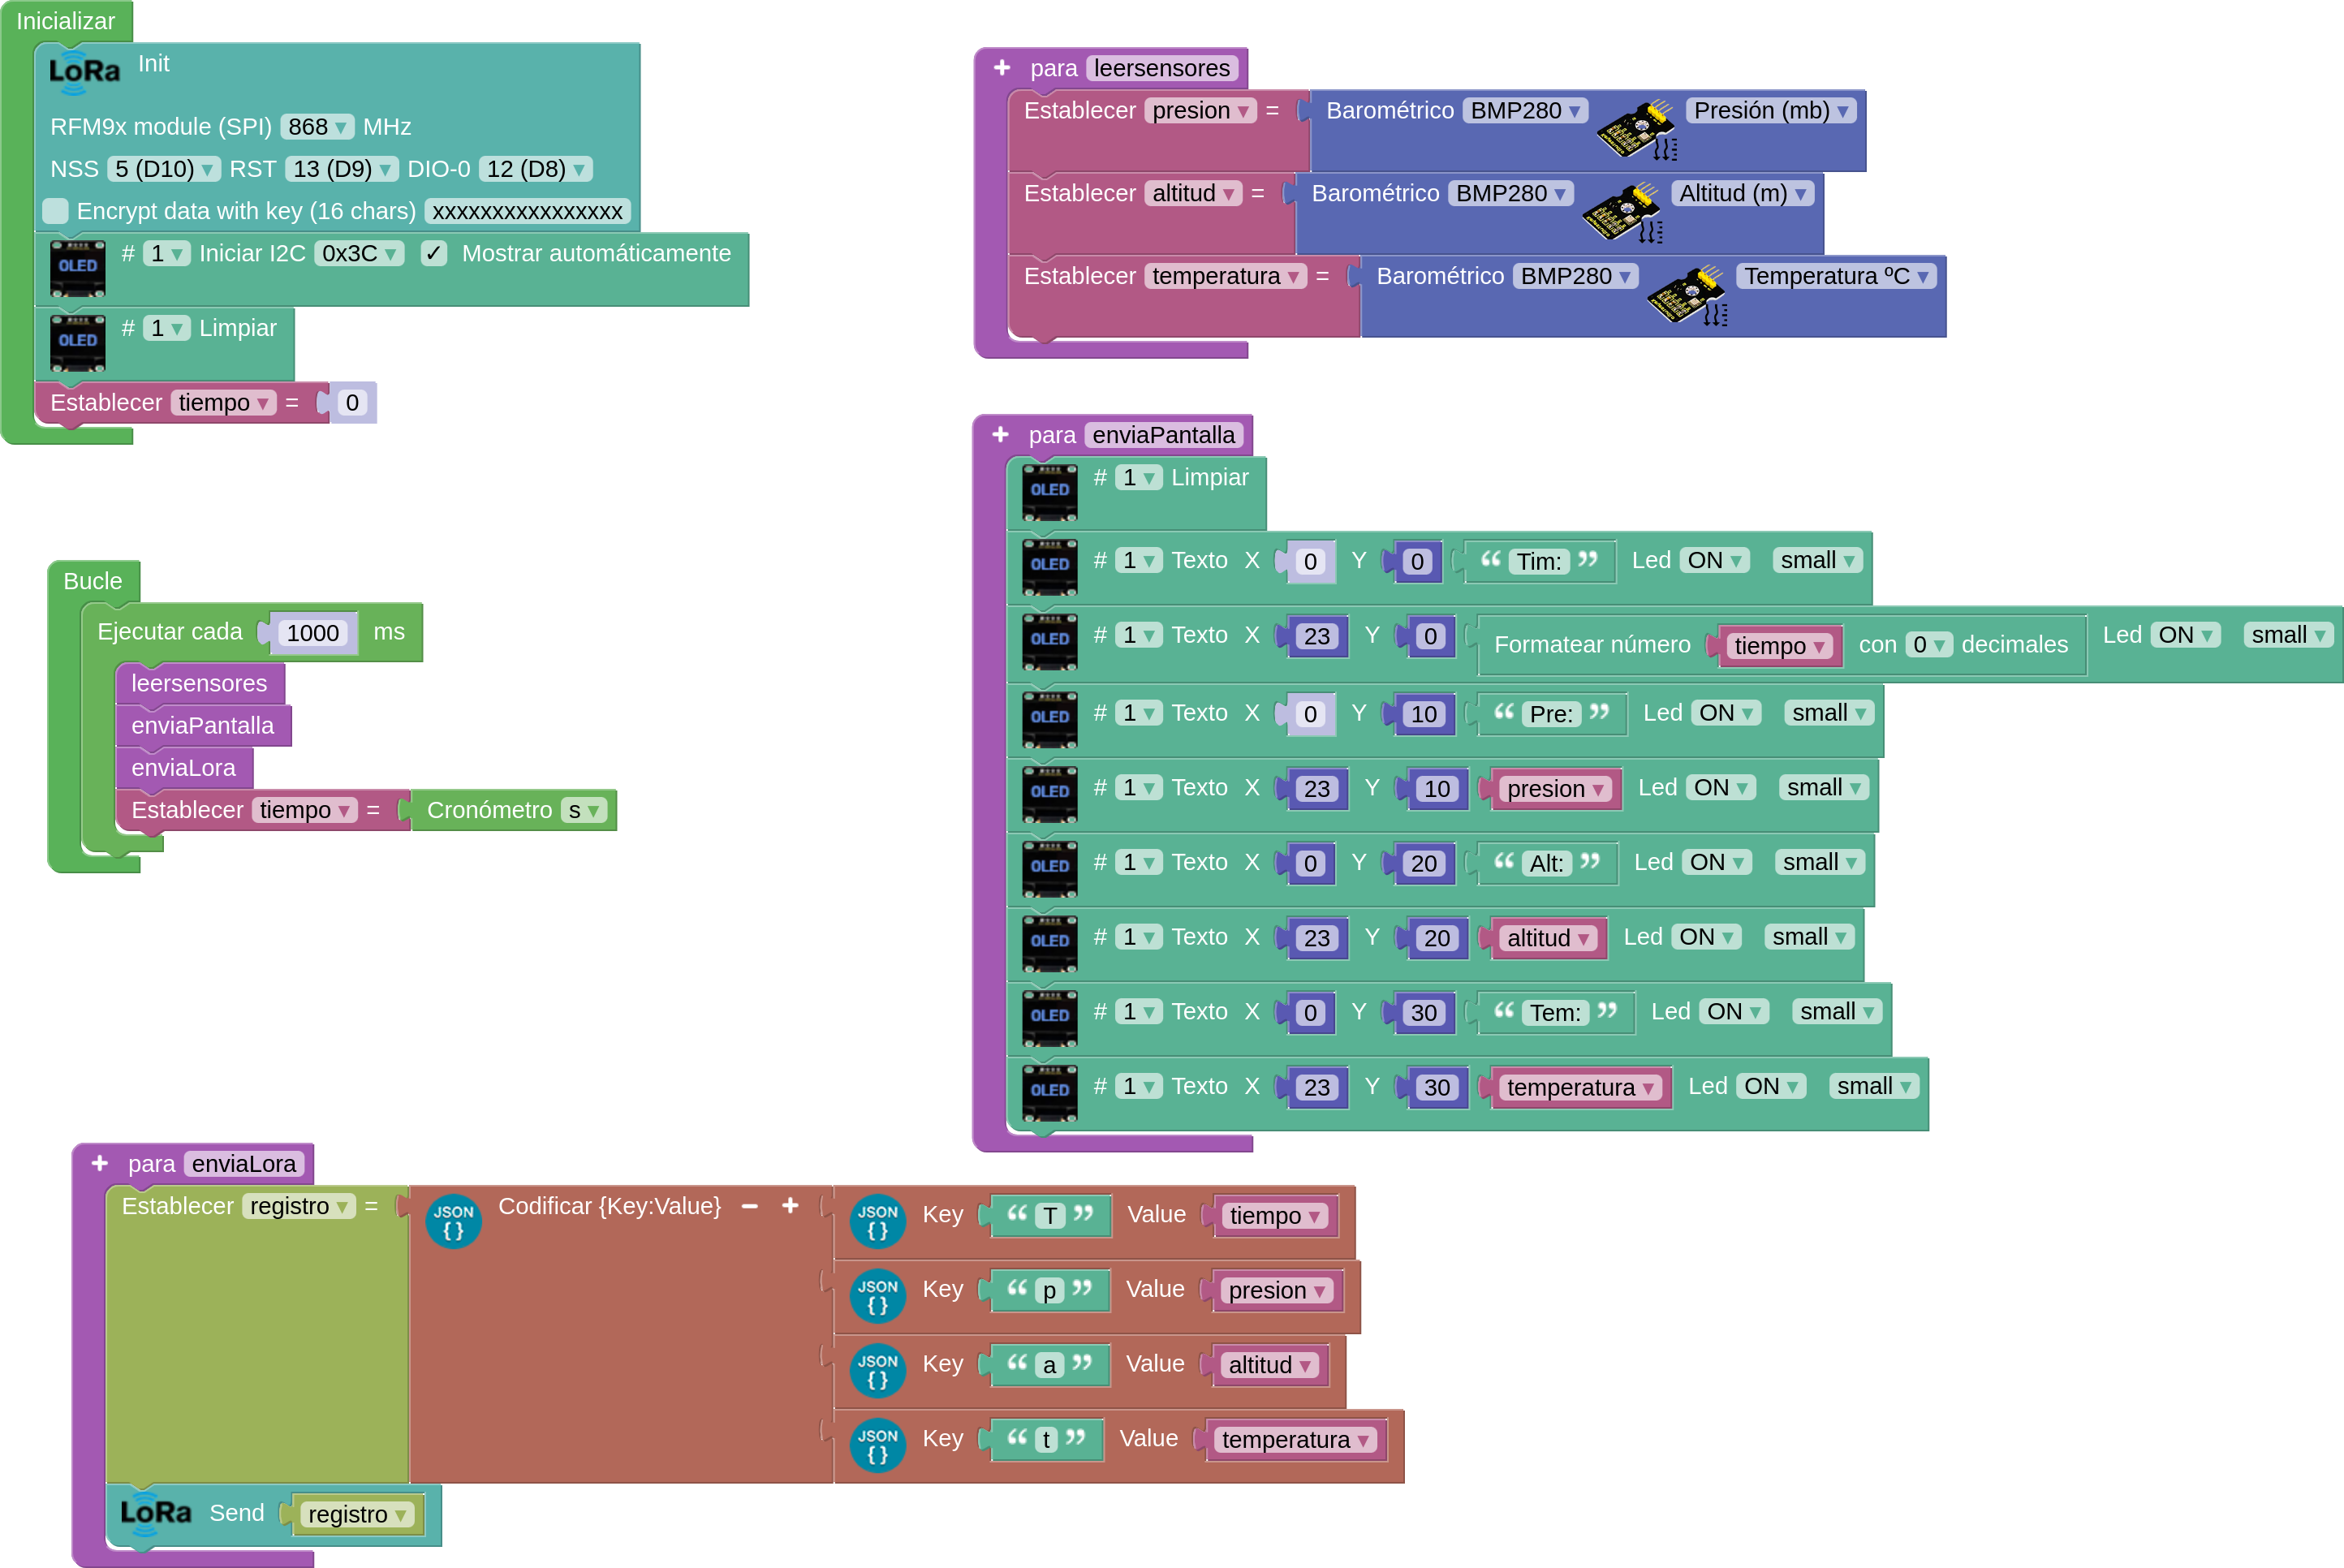 Inicializar
LoRa Init
RFM9x module (SPI) 868 ▾ MHz
NSS 5 (D10) ▾ RST 13 (D9) ▾ DIO-0 12 (D8) ▾
Encrypt data with key (16 chars) xxxxxxxxxxxxxxxx
OLED # 1 ▾ Iniciar I2C 0x3C ▾ ✓ Mostrar automáticamente
OLED # 1 ▾ Limpiar
Establecer tiempo ▾ = 0
Bucle
Ejecutar cada 1000 ms
leersensores
enviaPantalla
enviaLora
Establecer tiempo ▾ = Cronómetro s ▾
+ para leersensores
Establecer presion ▾ = Barométrico BMP280 ▾ Presión (mb) ▾
Establecer altitud ▾ = Barométrico BMP280 ▾ Altitud (m) ▾
Establecer temperatura ▾ = Barométrico BMP280 ▾ Temperatura ºC ▾
+ para enviaPantalla
OLED # 1 ▾ Limpiar
OLED # 1 ▾ Texto X 0 Y 0 “ Tim: ” Led ON ▾ small ▾
OLED # 1 ▾ Texto X 23 Y 0 Formatear número tiempo ▾ con 0 ▾ decimales Led ON ▾ small ▾
OLED # 1 ▾ Texto X 0 Y 10 “ Pre: ” Led ON ▾ small ▾
OLED # 1 ▾ Texto X 23 Y 10 presion ▾ Led ON ▾ small ▾
OLED # 1 ▾ Texto X 0 Y 20 “ Alt: ” Led ON ▾ small ▾
OLED # 1 ▾ Texto X 23 Y 20 altitud ▾ Led ON ▾ small ▾
OLED # 1 ▾ Texto X 0 Y 30 “ Tem: ” Led ON ▾ small ▾
OLED # 1 ▾ Texto X 23 Y 30 temperatura ▾ Led ON ▾ small ▾
+ para enviaLora
Establecer registro ▾ = JSON { } Codificar {Key:Value} − + JSON { } Key “ T ” Value tiempo ▾
JSON { } Key “ p ” Value presion ▾
JSON { } Key “ a ” Value altitud ▾
JSON { } Key “ t ” Value temperatura ▾
LoRa Send registro ▾